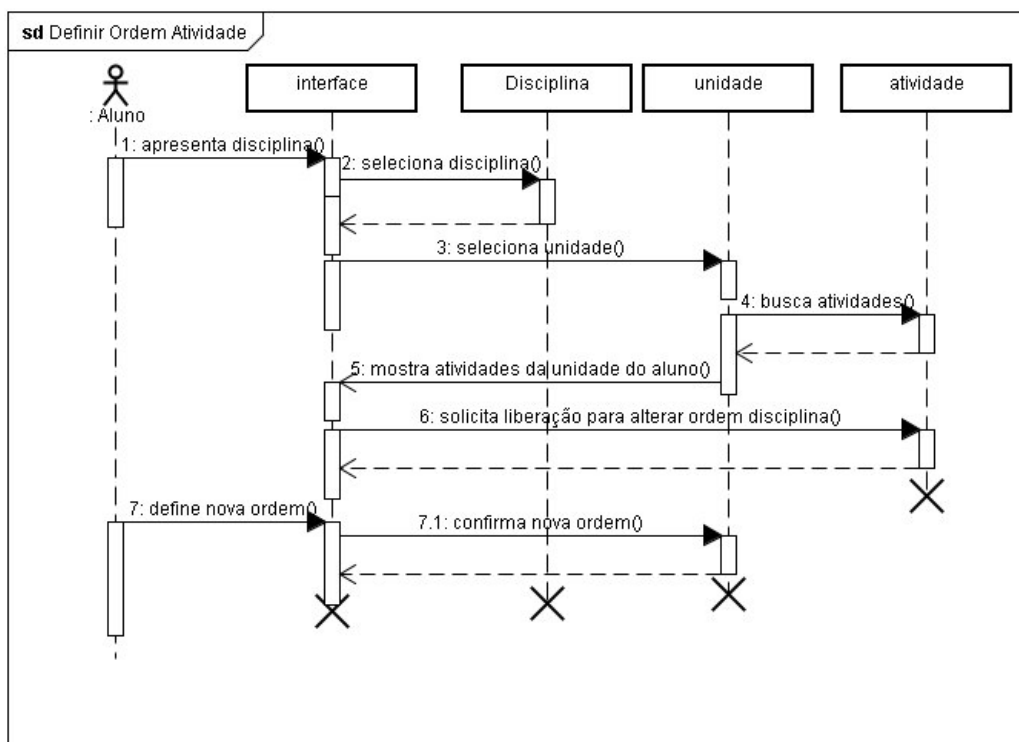 sd Definir Ordem Atividade
interface
Disciplina
unidade
atividade
: Aluno
1: apresenta disciplina()
2: seleciona disciplina()
3: seleciona unidade()
4: busca atividades()
5: mostra atividades da unidade do aluno()
6: solicita liberação para alterar ordem disciplina()
7: define nova ordem()
7.1: confirma nova ordem()